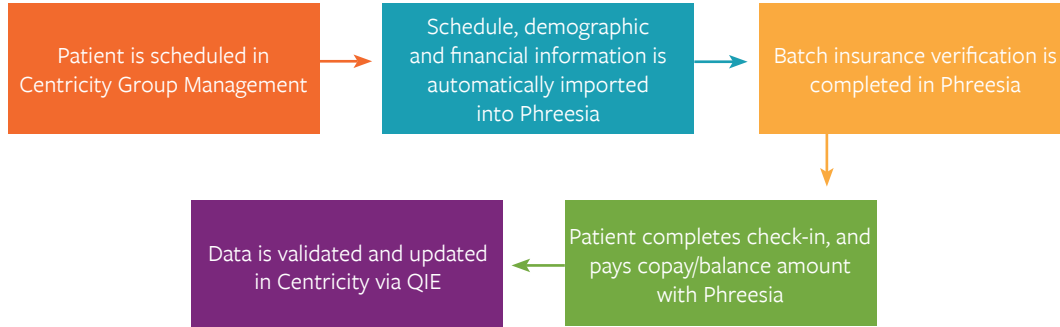 Patient is scheduled in
Centricity Group Management
Schedule, demographic
and financial information is
automatically imported
into Phreesia
Batch insurance verification is
completed in Phreesia
Patient completes check-in, and
pays copay/balance amount
with Phreesia
Data is validated and updated
in Centricity via QIE